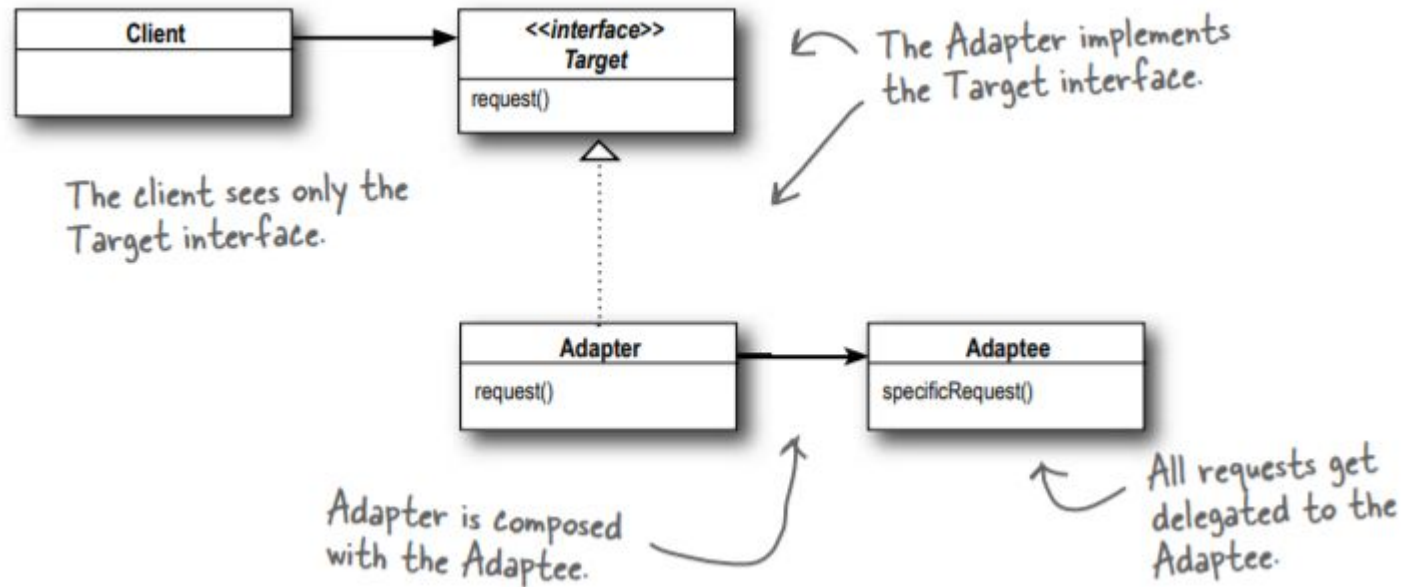 Client
<<interface>>
Target
request()
The Adapter implements
the Target interface.
The client sees only the
Target interface.
Adapter
request()
Adaptee
specificRequest()
Adapter is composed
with the Adaptee.
All requests get
delegated to the
Adaptee.